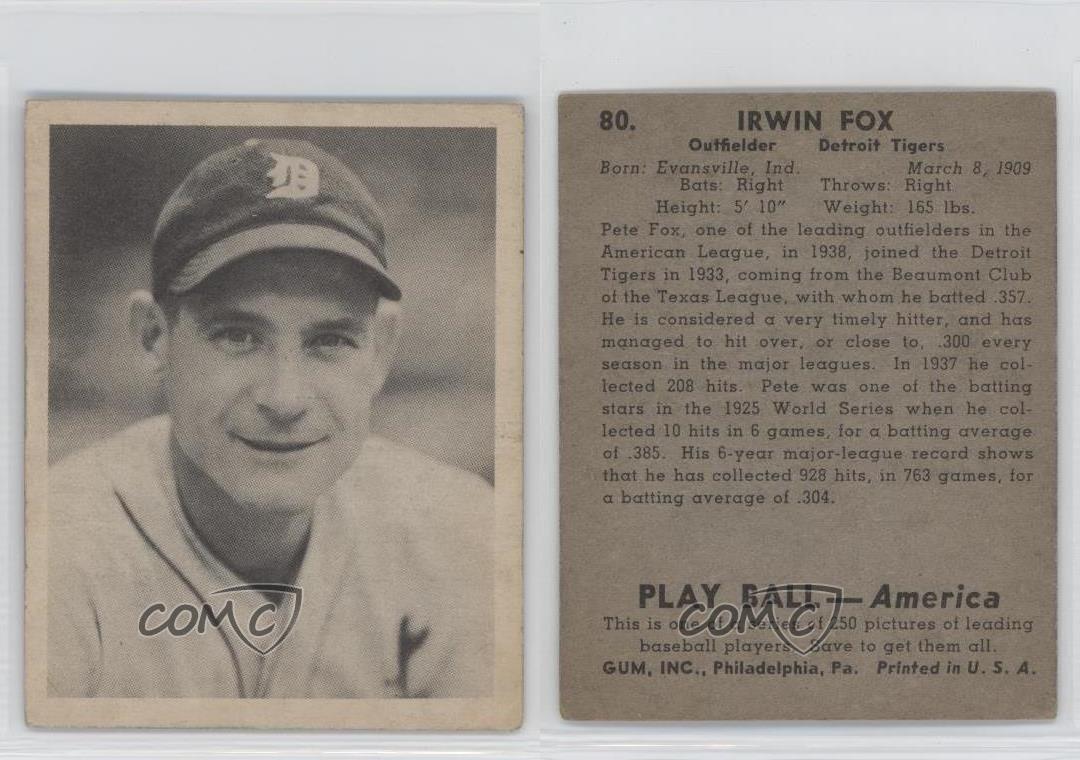 D
COMC
80. IRWIN FOX
Outfielder Detroit Tigers
Born: Evansville, Ind. March 8, 1909
Bats: Right Throws: Right
Height: 5' 10" Weight: 165 lbs.
Pete Fox, one of the leading outfielders in the
American League, in 1938, joined the Detroit
Tigers in 1933, coming from the Beaumont Club
of the Texas League, with whom he batted .357.
He is considered a very timely hitter, and has
managed to hit over, or close to, .300 every
season in the major leagues. In 1937 he col-
lected 208 hits. Pete was one of the batting
stars in the 1925 World Series when he col-
lected 10 hits in 6 games, for a batting average
of .385. His 6-year major-league record shows
that he has collected 928 hits, in 763 games, for
a batting average of .304.
PLAY BALL—America
COMC
This is one of a series of 250 pictures of leading
baseball players. Save to get them all.
GUM, INC., Philadelphia, Pa. Printed in U. S. A.